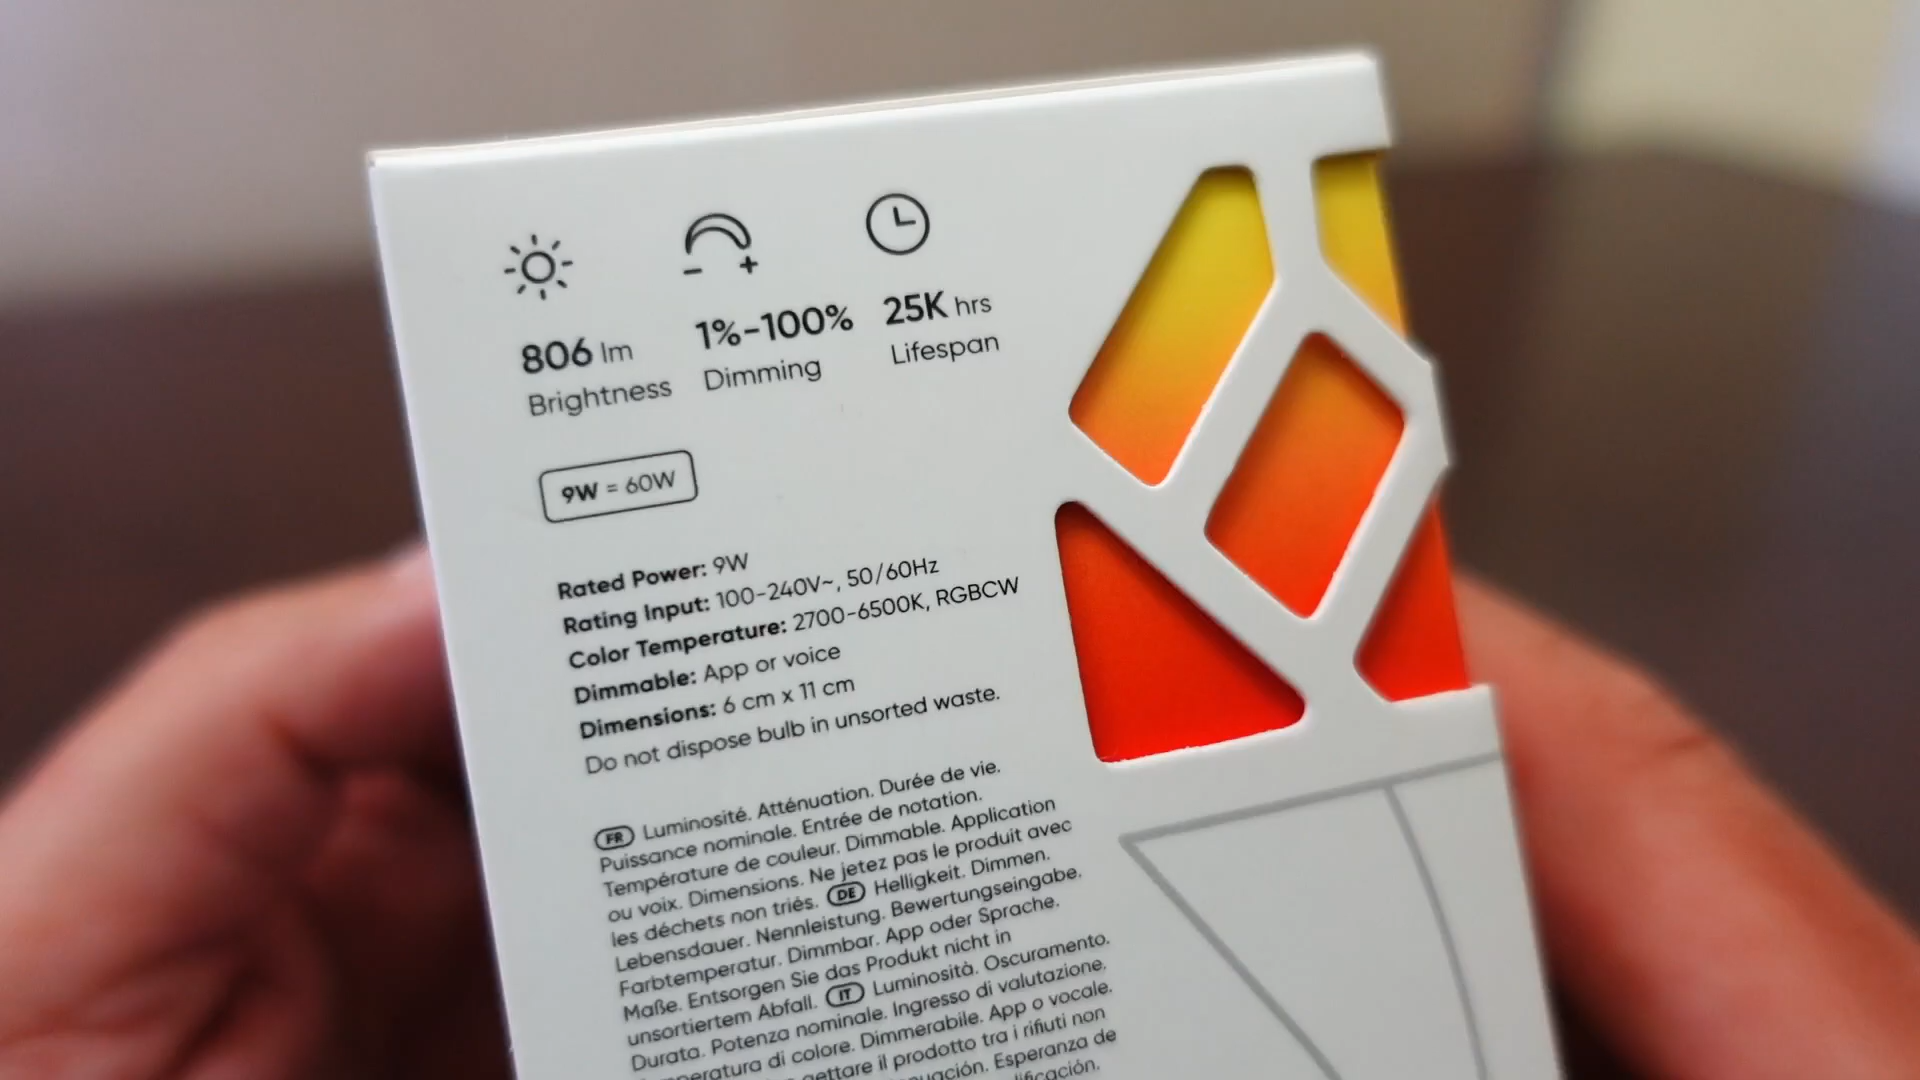 806 lm
Brightness
1%-100%
Dimming
25K hrs
Lifespan
9W = 60W
Rated Power: 9W
Rating Input: 100-240V~, 50/60Hz
Color Temperature: 2700-6500K, RGBCW
Dimmable: App or voice
Dimensions: 6 cm x 11 cm
Do not dispose bulb in unsorted waste.
FR Luminosité. Atténuation. Durée de vie.
Puissance nominale. Entrée de notation.
Température de couleur. Dimmable. Application
ou voix. Dimensions. Ne jetez pas le produit avec
les déchets non triés. DE Helligkeit. Dimmen.
Lebensdauer. Nennleistung. Bewertungseingabe.
Farbtemperatur. Dimmbar. App oder Sprache.
Maße. Entsorgen Sie das Produkt nicht in
unsortiertem Abfall. IT Luminosità. Oscuramento.
Durata. Potenza nominale. Ingresso di valutazione.
di colore. Dimmerabile. App o vocale.
gettare il prodotto tra i rifiuti non
Esperanza de